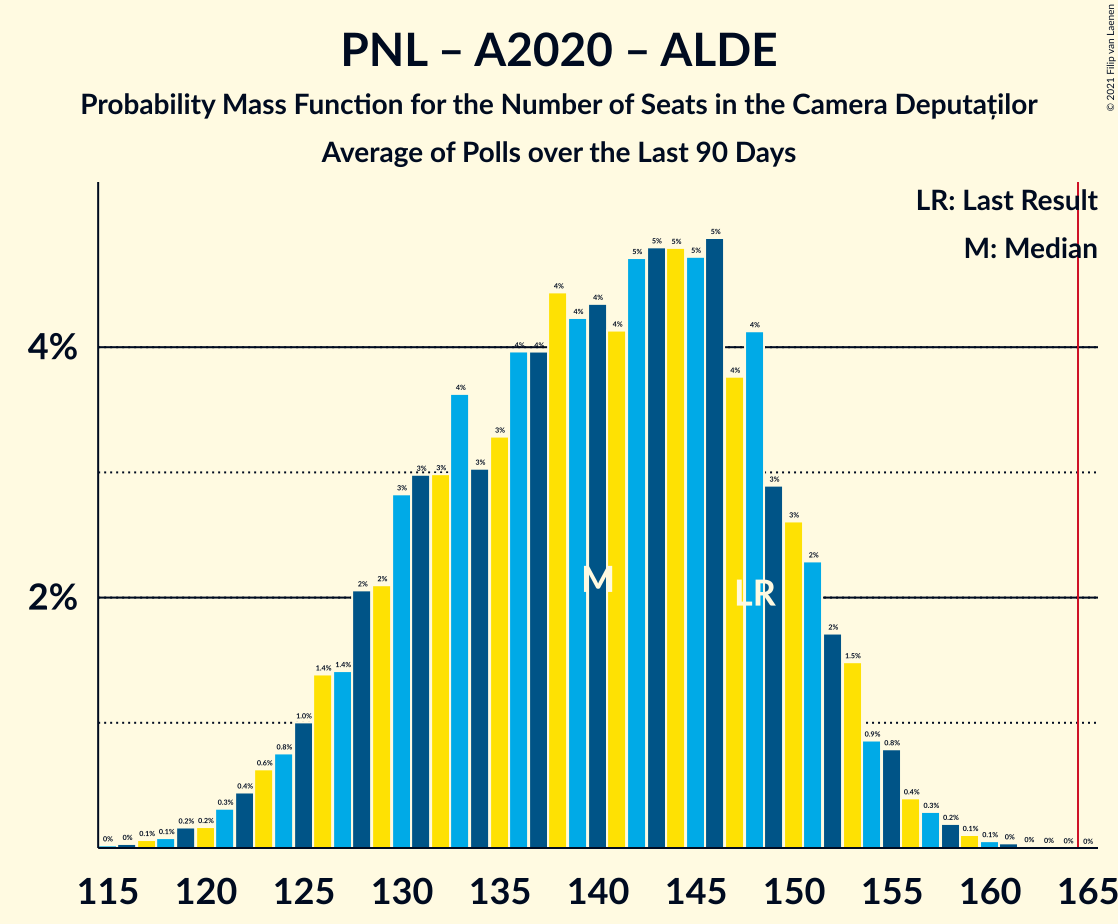 PNL – A2020 – ALDE
Probability Mass Function for the Number of Seats in the Camera Deputaților
Average of Polls over the Last 90 Days
© 2021 Filip van Laenen
LR: Last Result
M: Median
4%
2%
0% 0% 0.1% 0.1% 0.2% 0.2% 0.3% 0.4% 0.6% 0.8% 1.0% 1.4% 1.4% 2% 2% 3% 3% 3% 4% 3% 3% 4% 4% 4% 4% 4% 4% 5% 5% 5% 5% 5% 4% 4% 3% 3% 2% 2% 1.5% 0.9% 0.8% 0.4% 0.3% 0.2% 0.1% 0.1% 0% 0% 0% 0% 0%
M
LR
115 120 125 130 135 140 145 150 155 160 165